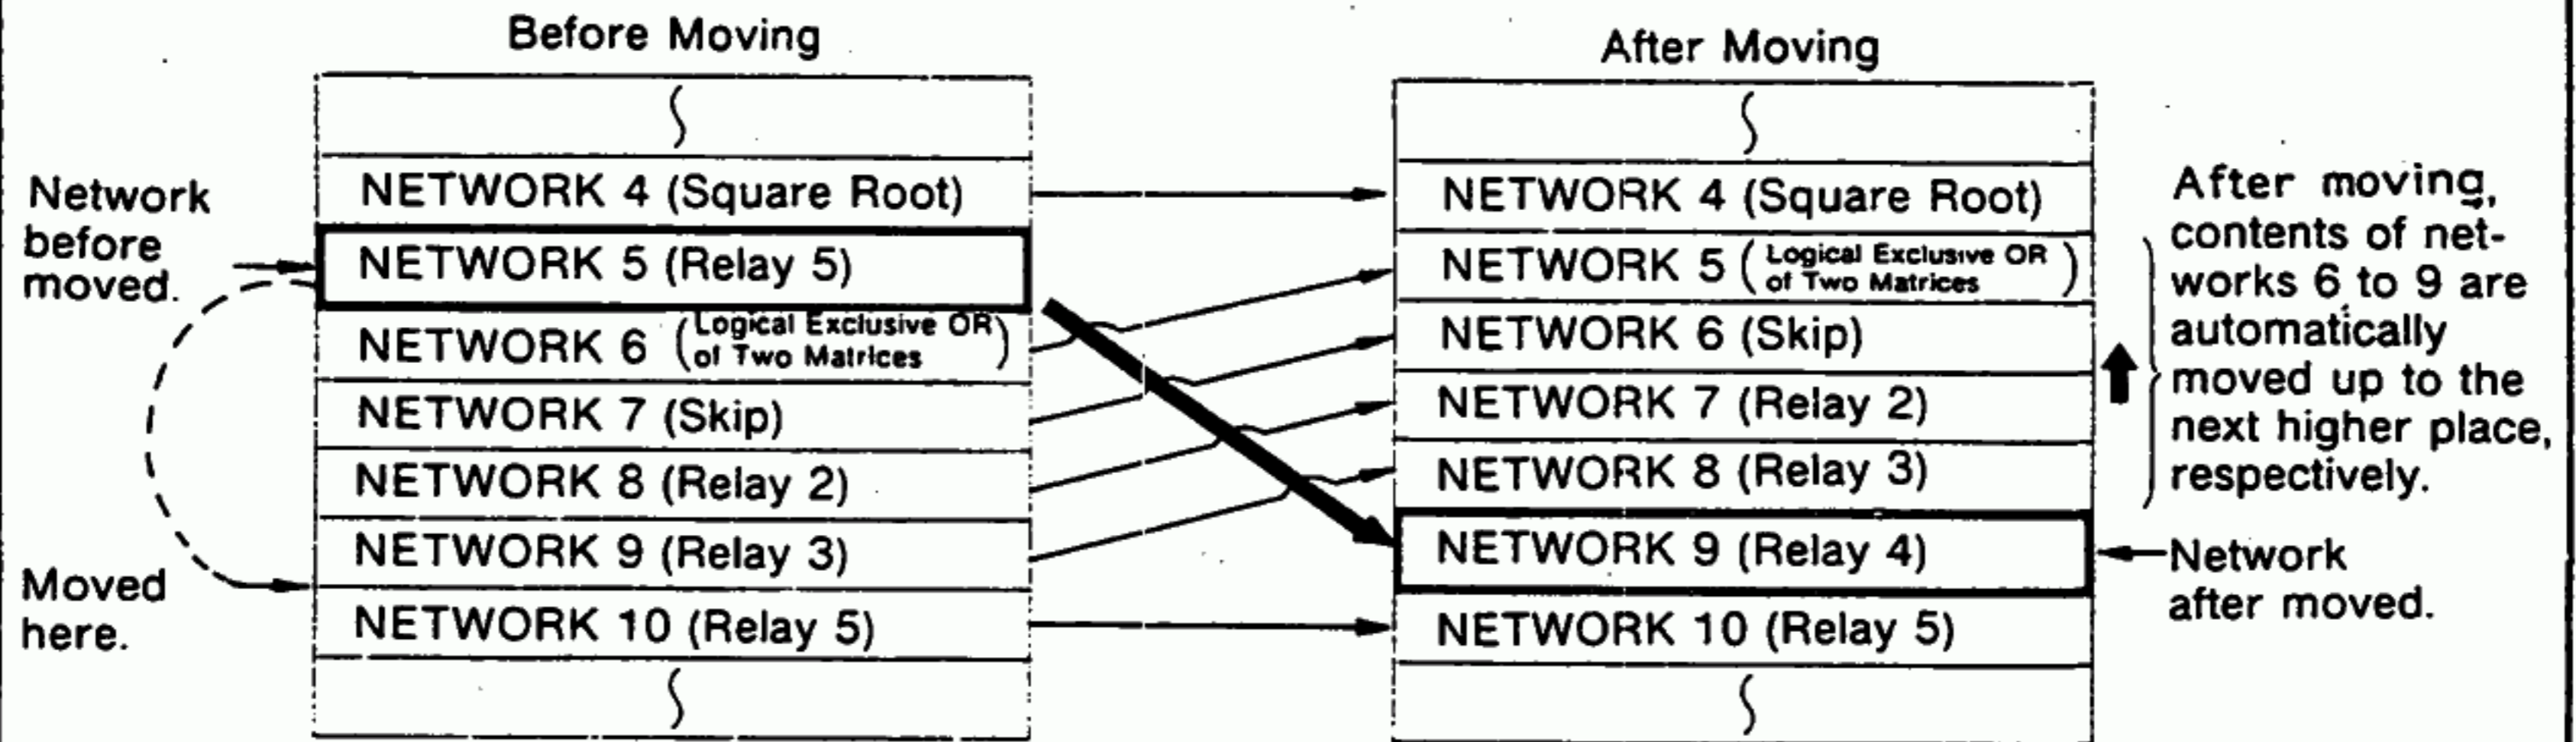 Before Moving
After Moving
Network
before
moved.
Moved
here.
NETWORK 4 (Square Root)
NETWORK 5 (Relay 5)
NETWORK 6 (Logical Exclusive OR
of Two Matrices)
NETWORK 7 (Skip)
NETWORK 8 (Relay 2)
NETWORK 9 (Relay 3)
NETWORK 10 (Relay 5)
NETWORK 4 (Square Root)
NETWORK 5 (Logical Exclusive OR
of Two Matrices)
NETWORK 6 (Skip)
NETWORK 7 (Relay 2)
NETWORK 8 (Relay 3)
NETWORK 9 (Relay 4)
NETWORK 10 (Relay 5)
After moving,
contents of net-
works 6 to 9 are
automatically
moved up to the
next higher place,
respectively.
Network
after moved.